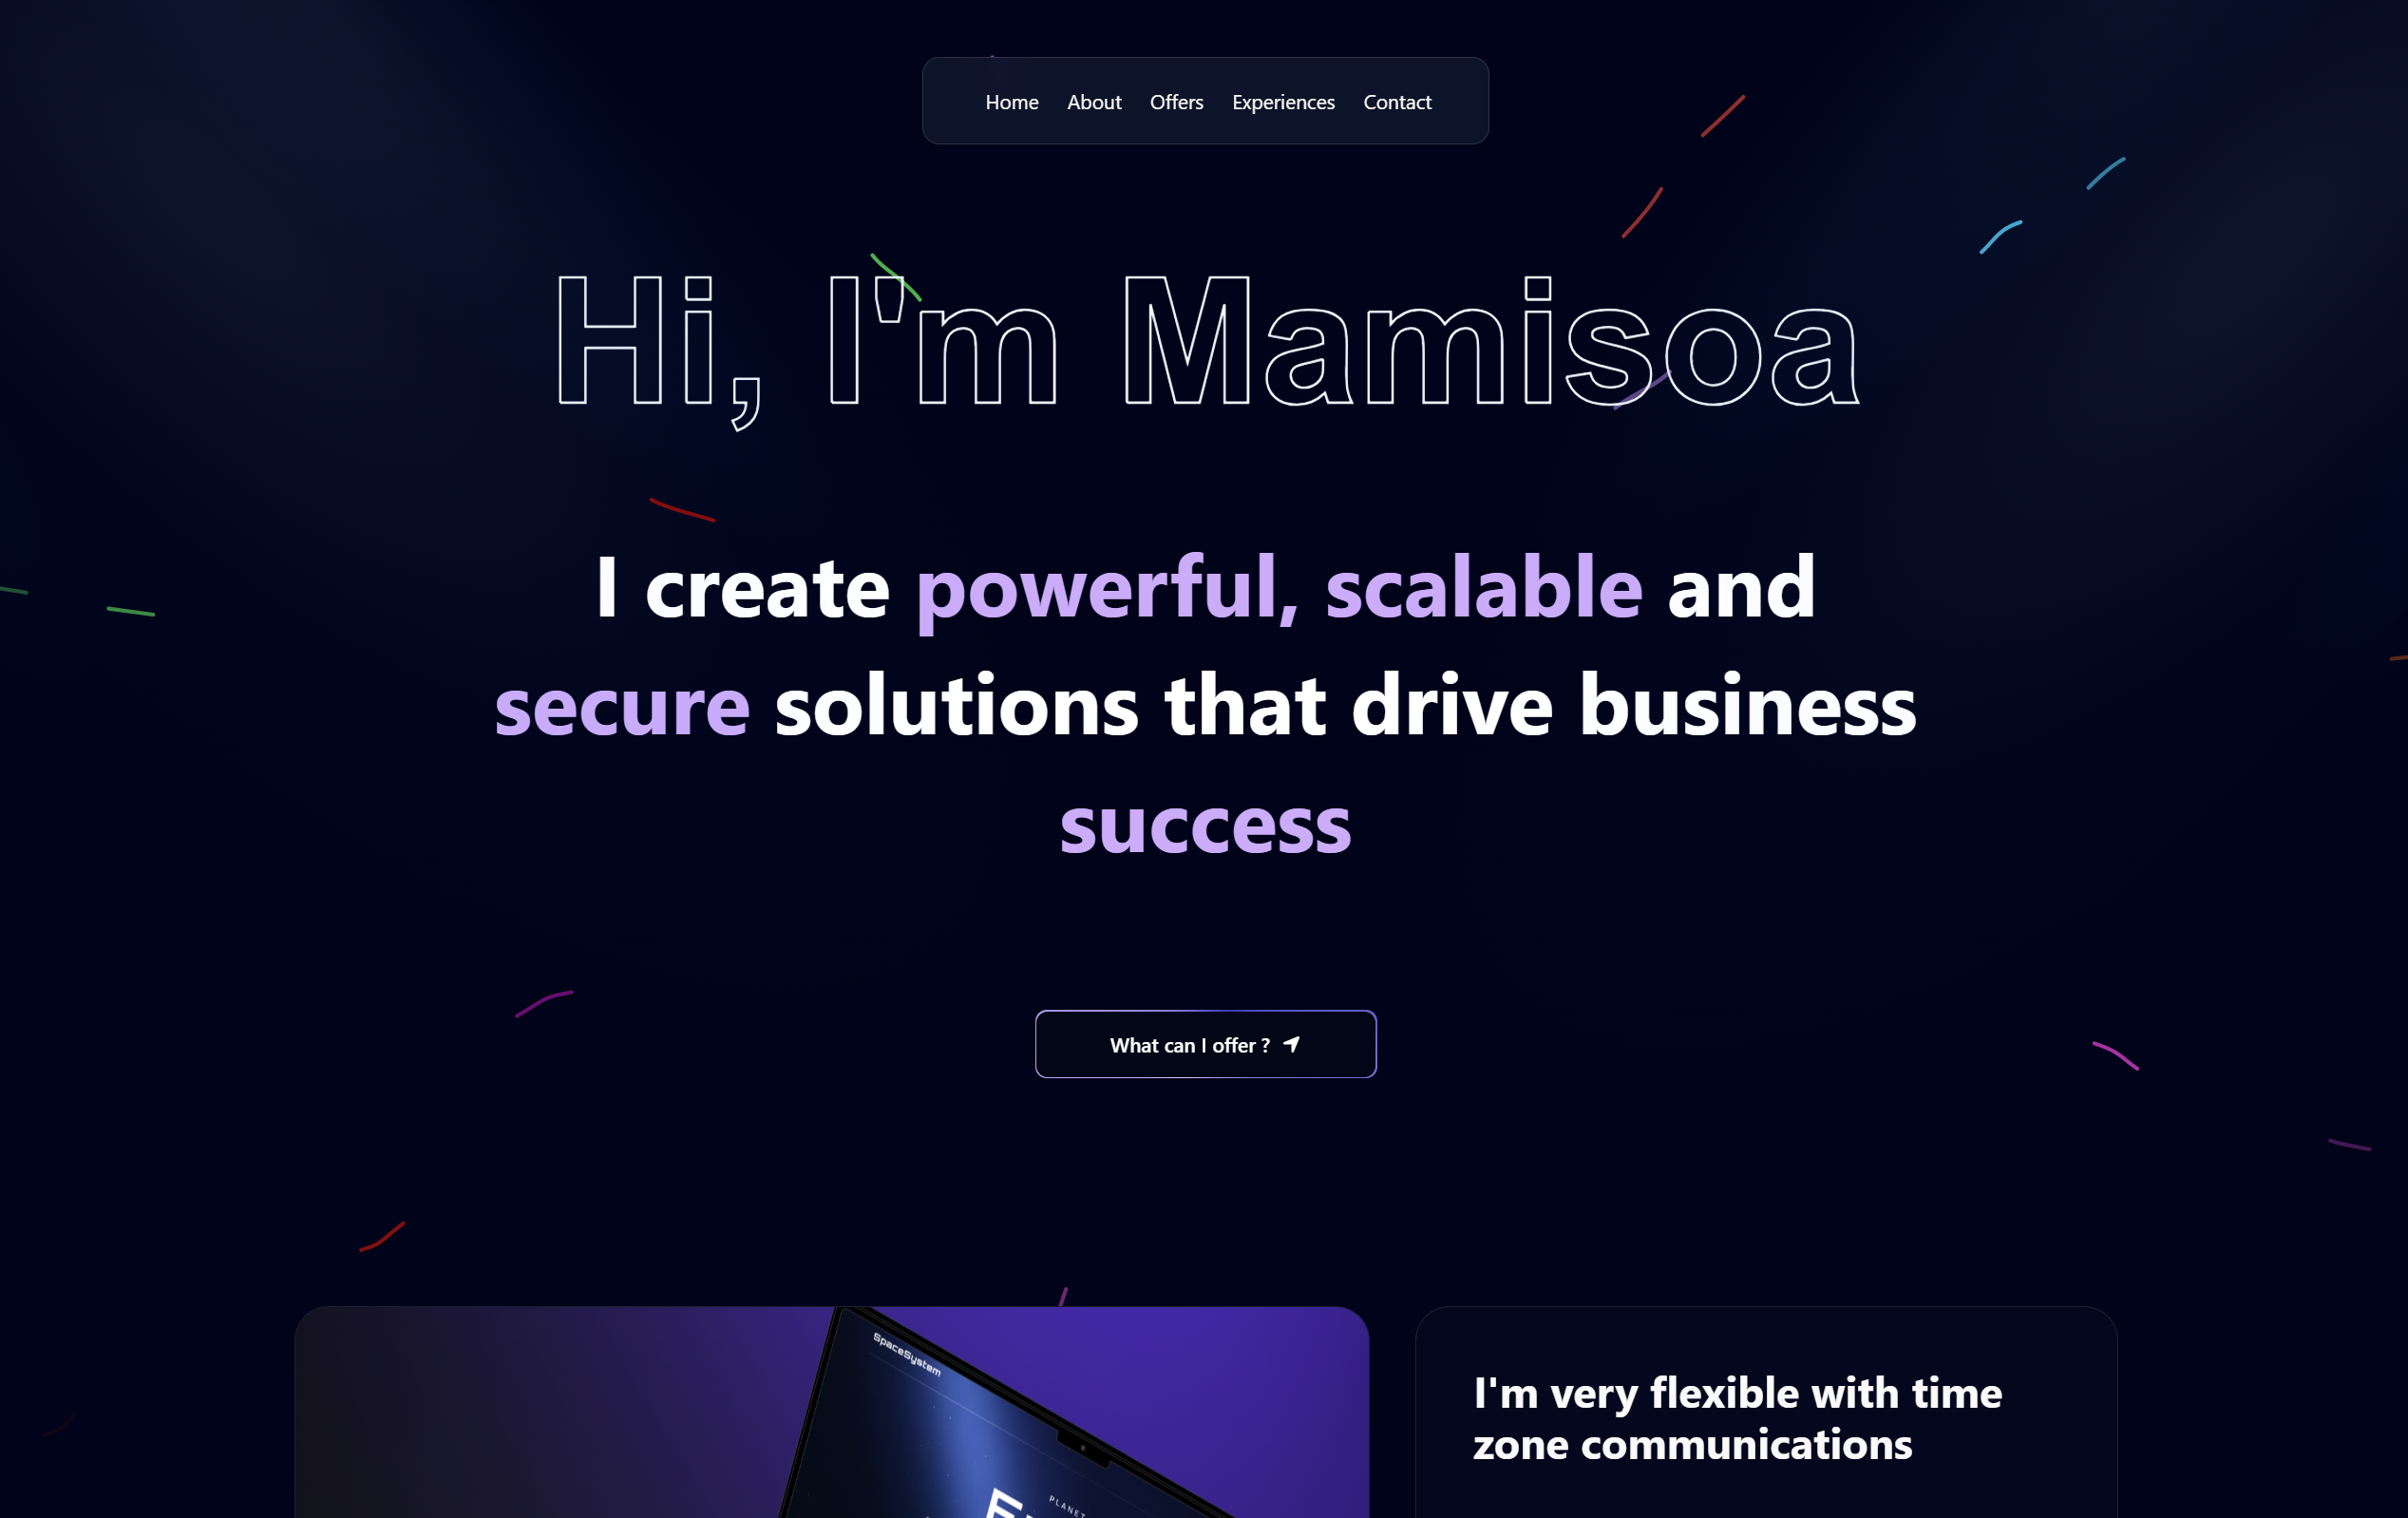 Home About Offers Experiences Contact
Hi, I'm Mamisoa
I create powerful, scalable and
secure solutions that drive business
success
What can I offer ?
SpaceSystem
PLANET
I'm very flexible with time
zone communications